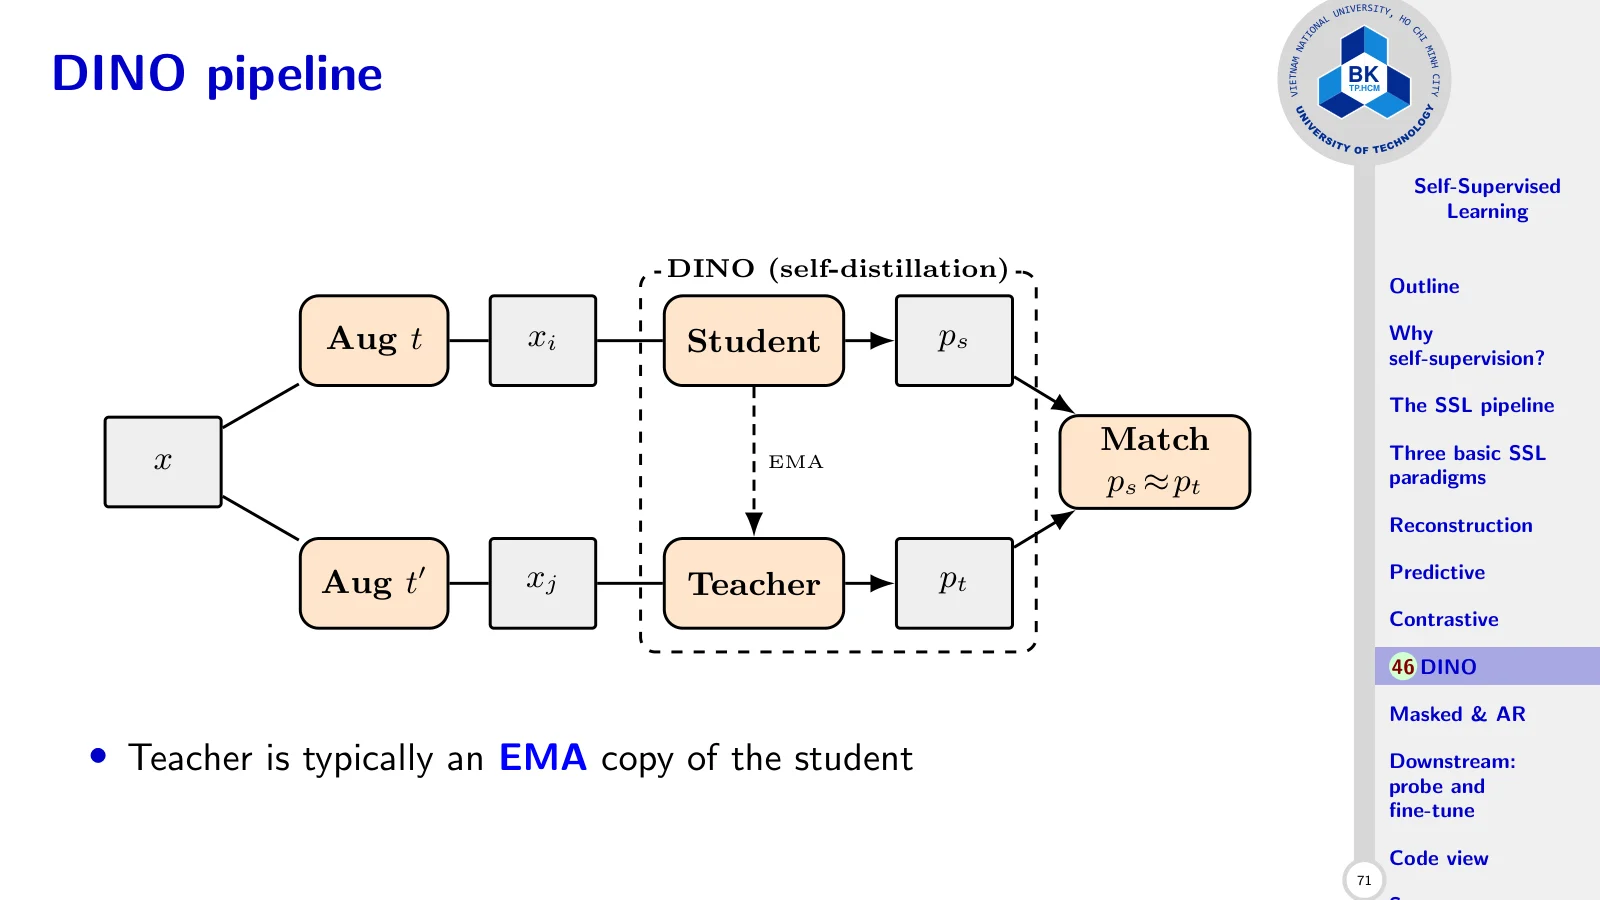 DINO pipeline
DINO (self-distillation)
Aug t
x_i
Student
p_s
x
EMA
Match
p_s ≈ p_t
Aug t′
x_j
Teacher
p_t
• Teacher is typically an EMA copy of the student
VIETNAM NATIONAL UNIVERSITY, HO CHI MINH CITY
BK
TP.HCM
UNIVERSITY OF TECHNOLOGY
Self-Supervised
Learning
Outline
Why
self-supervision?
The SSL pipeline
Three basic SSL
paradigms
Reconstruction
Predictive
Contrastive
46 DINO
Masked & AR
Downstream:
probe and
fine-tune
Code view
71